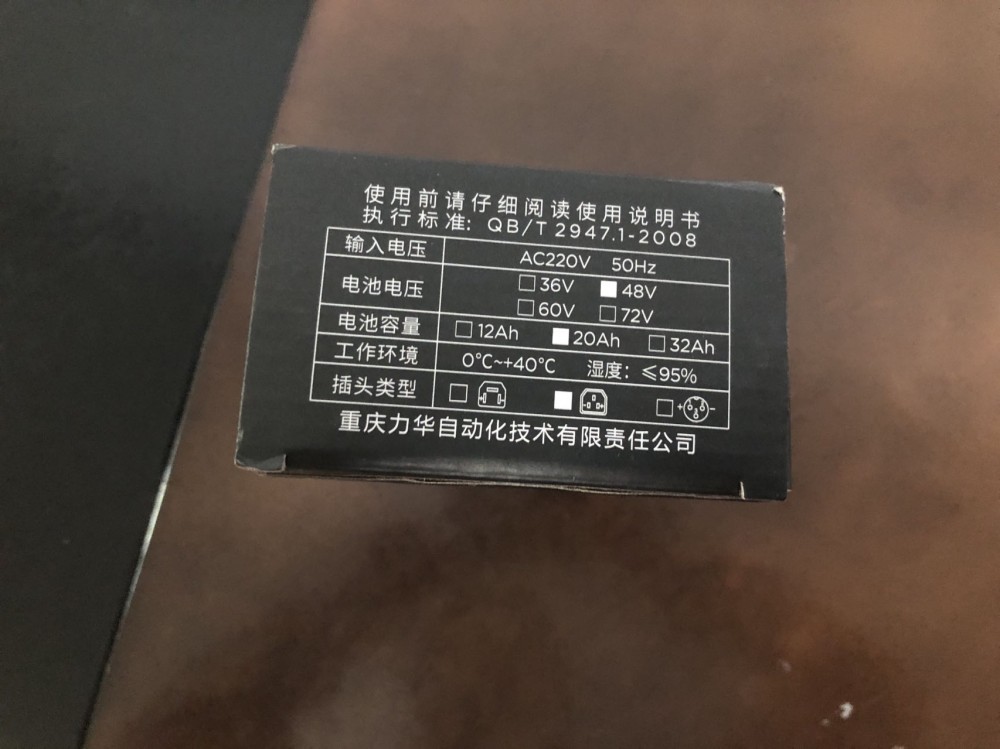 使用前请仔细阅读使用说明书
执行标准: QB/T 2947.1-2008
输入电压 AC220V 50Hz
电池电压 □36V ■48V
□60V □72V
电池容量 □12Ah ■20Ah □32Ah
工作环境 0℃~+40℃ 湿度: ≤95%
插头类型 □ ■ □
重庆力华自动化技术有限责任公司